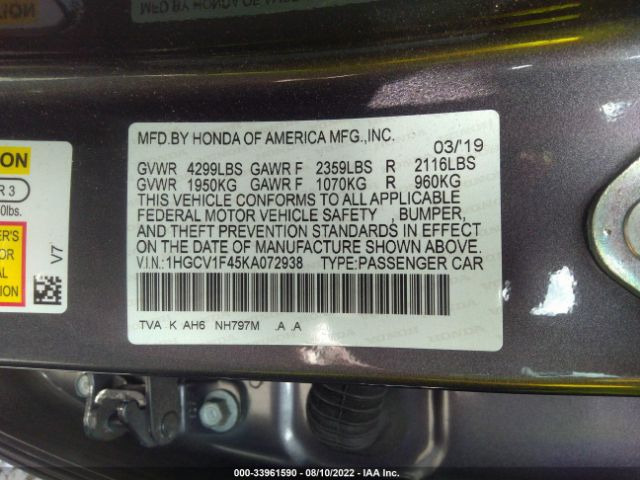 MFD.BY HONDA OF AMERICA MFG.,INC.
03/'19
GVWR 4299LBS GAWR F 2359LBS R 2116LBS
GVWR 1950KG GAWR F 1070KG R 960KG
THIS VEHICLE CONFORMS TO ALL APPLICABLE
FEDERAL MOTOR VEHICLE SAFETY , BUMPER,
AND THEFT PREVENTION STANDARDS IN EFFECT
ON THE DATE OF MANUFACTURE SHOWN ABOVE.
V.I.N.:1HGCV1F45KA072938 TYPE:PASSENGER CAR
TVA K AH6 NH797M .A .A
R 3
V7
000-33961590 - 08/10/2022 - IAA Inc.